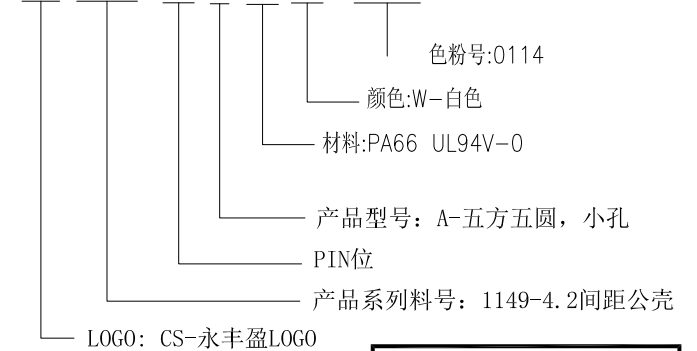 色粉号:0114
颜色:W-白色
材料:PA66 UL94V-0
产品型号：A-五方五圆，小孔
PIN位
产品系列料号：1149-4.2间距公壳
LOGO: CS-永丰盈LOGO